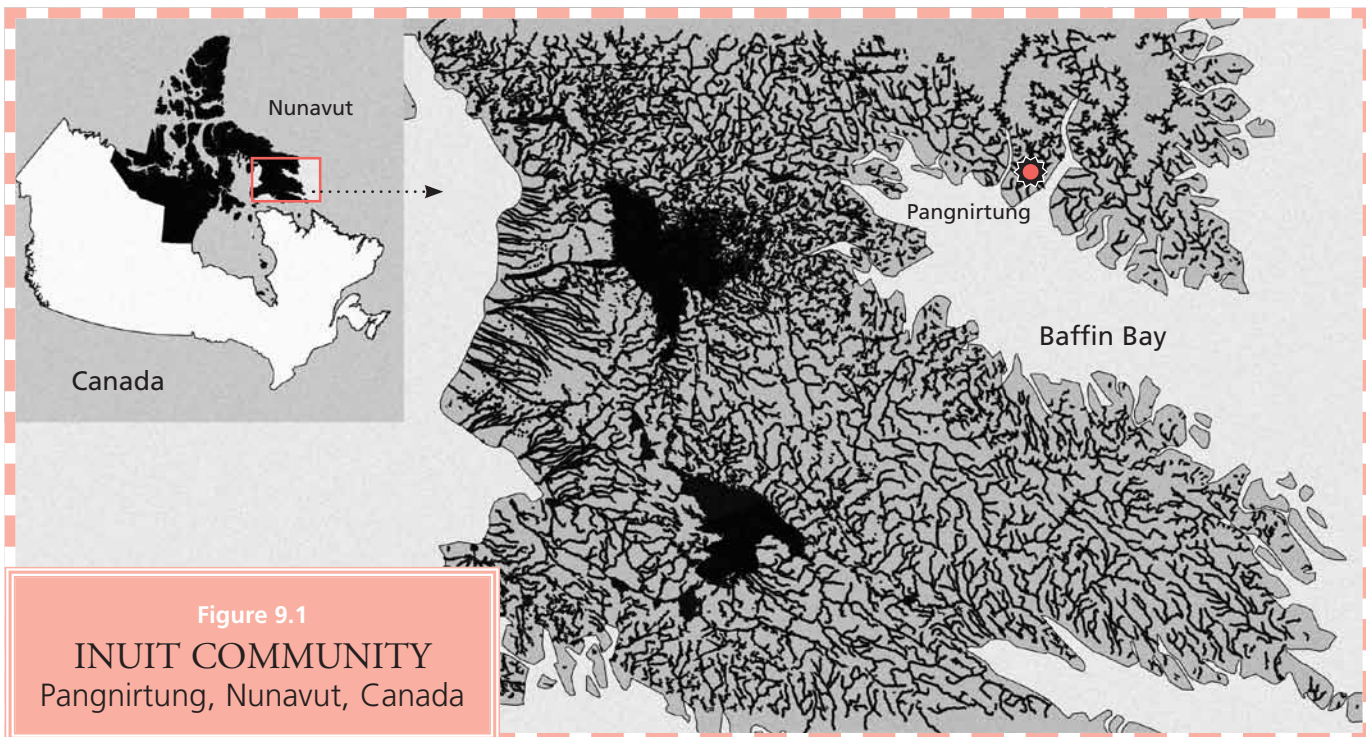 Nunavut
Canada
Pangnirtung
Baffin Bay
Figure 9.1
INUIT COMMUNITY
Pangnirtung, Nunavut, Canada